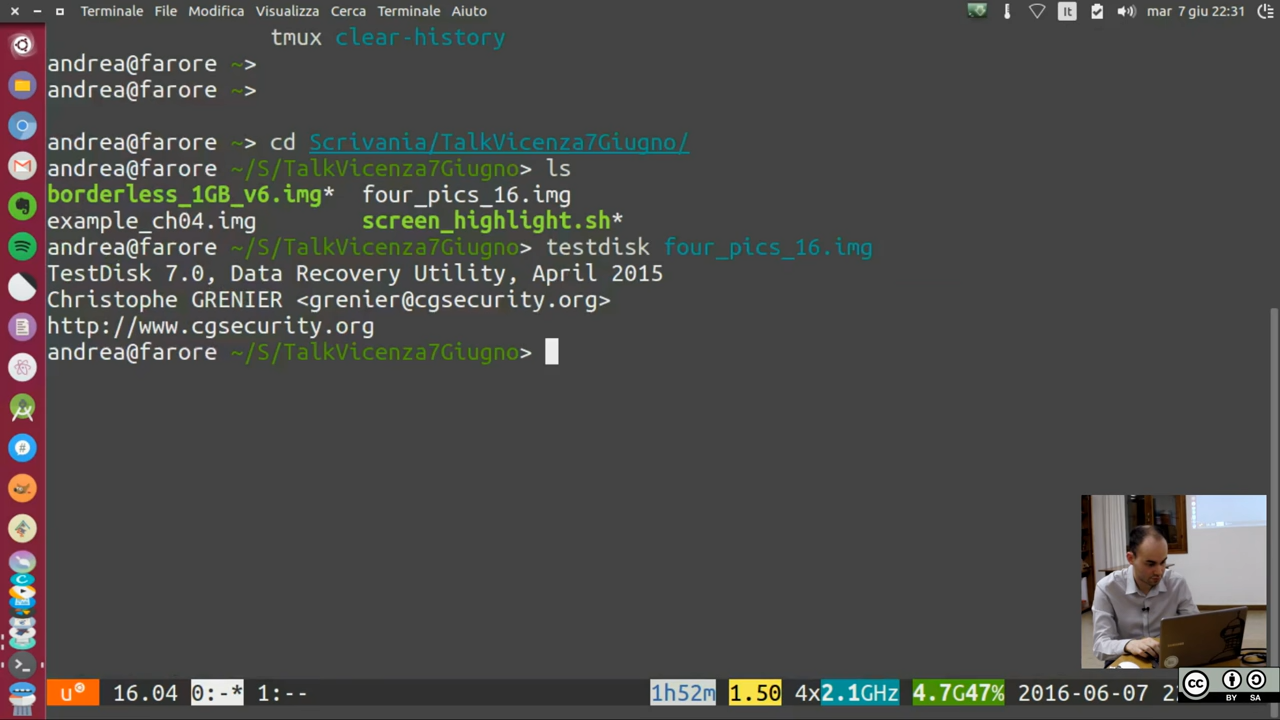 Terminale File Modifica Visualizza Cerca Terminale Aiuto It mar 7 giu 22:31
tmux clear-history
andrea@farore ~>
andrea@farore ~>
andrea@farore ~> cd Scrivania/TalkVicenza7Giugno/
andrea@farore ~/S/TalkVicenza7Giugno> ls
borderless_1GB_v6.img* four_pics_16.img
example_ch04.img screen_highlight.sh*
andrea@farore ~/S/TalkVicenza7Giugno> testdisk four_pics_16.img
TestDisk 7.0, Data Recovery Utility, April 2015
Christophe GRENIER <grenier@cgsecurity.org>
http://www.cgsecurity.org
andrea@farore ~/S/TalkVicenza7Giugno>
u 16.04 0:-* 1:-- 1h52m 1.50 4x2.1GHz 4.7G47% 2016-06-07
cc BY SA